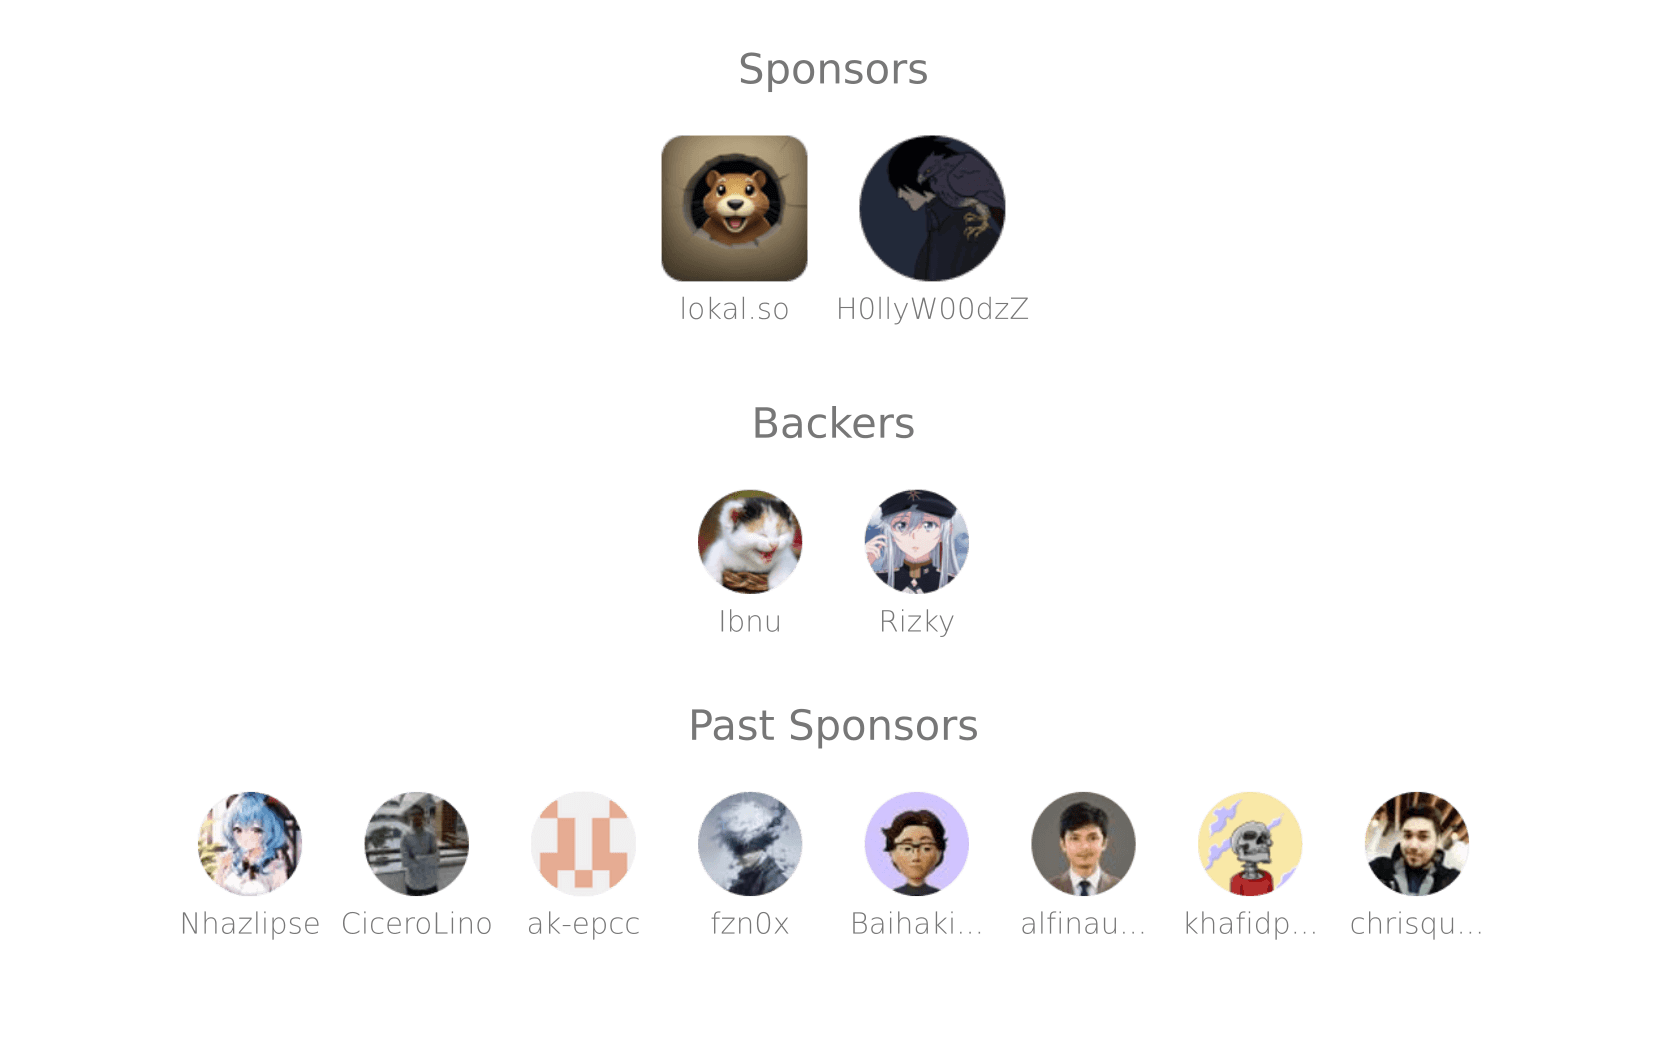 Sponsors
lokal.so H0llyW00dzZ
Backers
Ibnu Rizky
Past Sponsors
Nhazlipse CiceroLino ak-epcc fzn0x Baihaki... alfinau... khafidp... chrisqu...